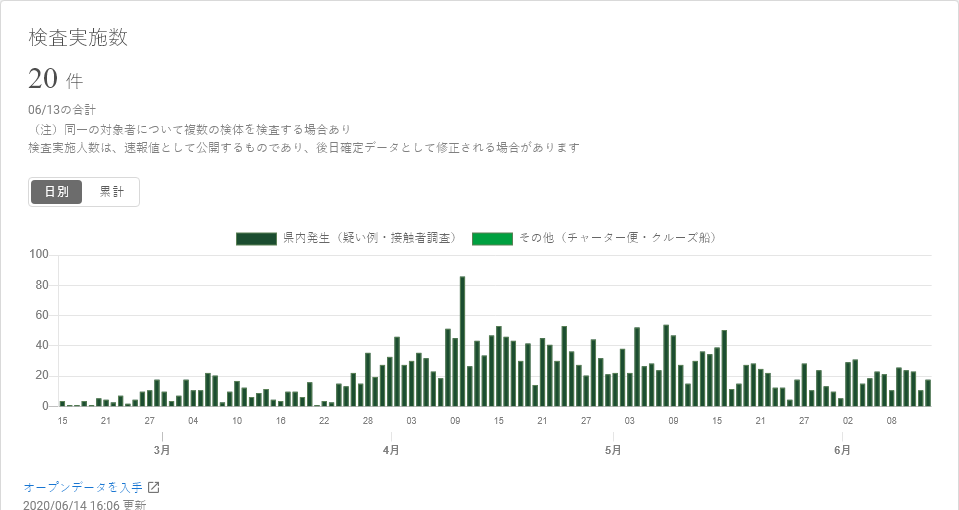 検査実施数
20 件
06/13の合計
（注）同一の対象者について複数の検体を検査する場合あり
検査実施人数は、速報値として公開するものであり、後日確定データとして修正される場合があります
日別 累計
県内発生（疑い例・接触者調査） その他（チャーター便・クルーズ船）
100
80
60
40
20
0
15 21 27 04 10 16 22 28 03 09 15 21 27 03 09 15 21 27 02 08
3月 4月 5月 6月
オープンデータを入手
2020/06/14 16:06 更新